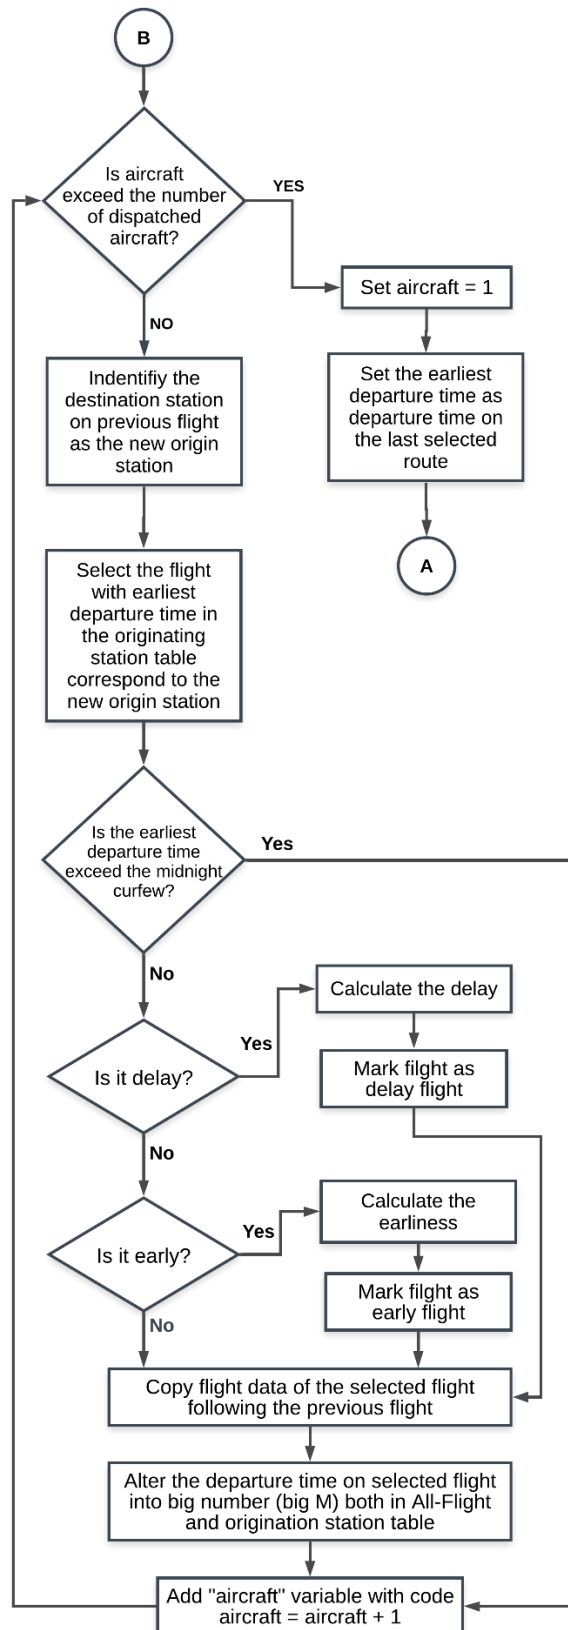 B
Is aircraft
exceed the number
of dispatched
aircraft?
YES
Set aircraft = 1
NO
Set the earliest
departure time as
departure time on
the last selected
route
Indentifiy the
destination station
on previous flight
as the new origin
station
A
Select the flight
with earliest
departure time in
the originating
station table
correspond to the
new origin station
Is the earliest
departure time
exceed the midnight
curfew?
Yes
No
Calculate the delay
Yes
Is it delay?
Mark filght as
delay flight
No
Calculate the
earliness
Yes
Is it early?
Mark filght as
early flight
No
Copy flight data of the selected flight
following the previous flight
Alter the departure time on selected flight
into big number (big M) both in All-Flight
and origination station table
Add "aircraft" variable with code
aircraft = aircraft + 1